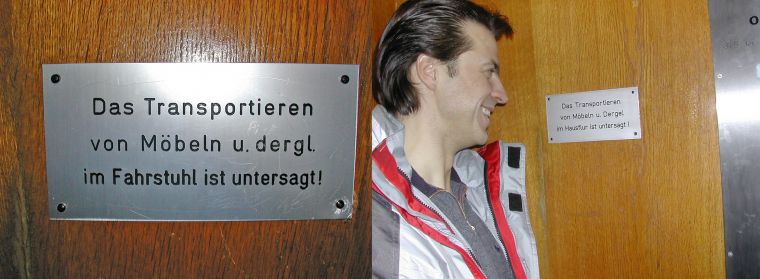 Das Transportieren
von Möbeln u. dergl.
im Fahrstuhl ist untersagt!
Das Transportieren
von Möbeln u. Dergl.
im Hausflur ist untersagt!